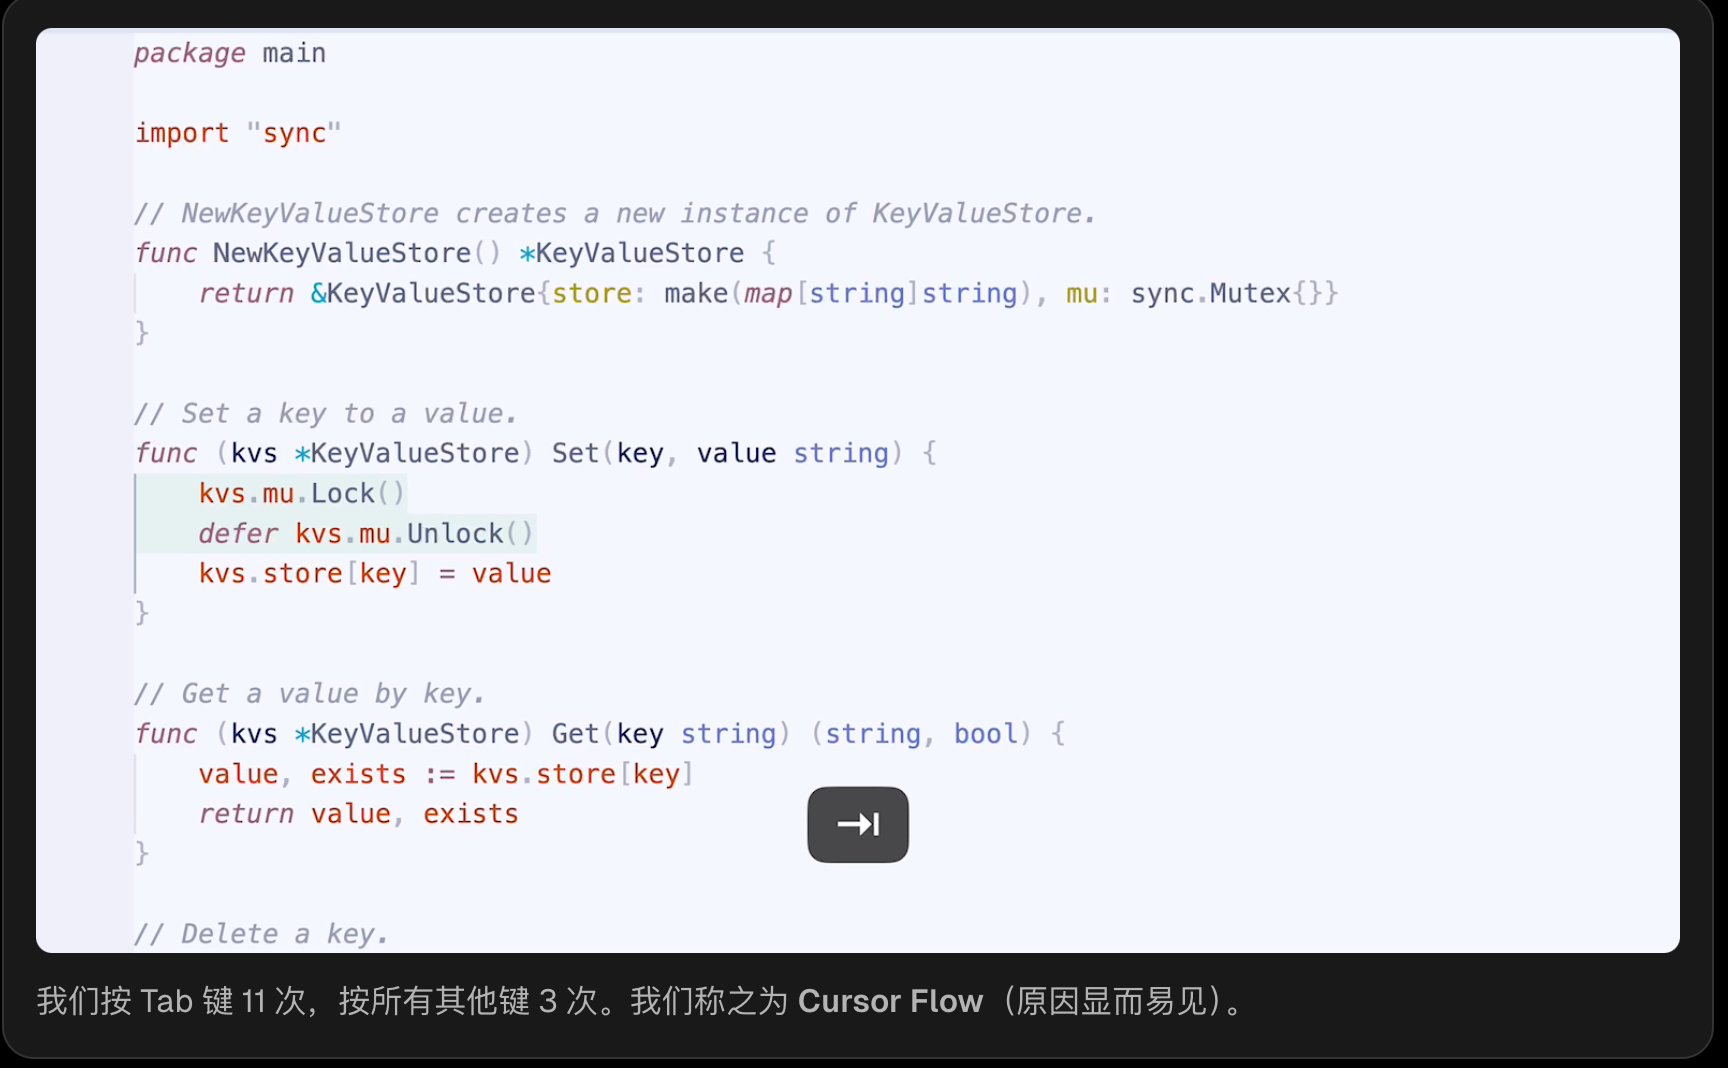 package main
import "sync"
// NewKeyValueStore creates a new instance of KeyValueStore.
func NewKeyValueStore() *KeyValueStore {
    return &KeyValueStore{store: make(map[string]string), mu: sync.Mutex{}}
}
// Set a key to a value.
func (kvs *KeyValueStore) Set(key, value string) {
    kvs.mu.Lock()
    defer kvs.mu.Unlock()
    kvs.store[key] = value
}
// Get a value by key.
func (kvs *KeyValueStore) Get(key string) (string, bool) {
    value, exists := kvs.store[key]
    return value, exists
}
// Delete a key.
我们按 Tab 键 11 次，按所有其他键 3 次。我们称之为 Cursor Flow（原因显而易见）。